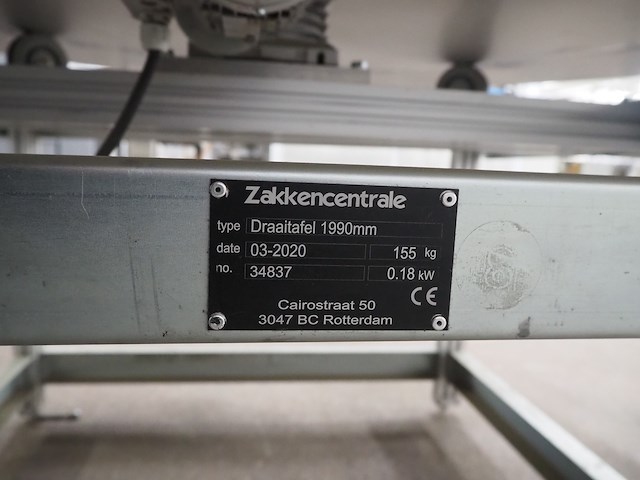 Zakkencentrale
type Draaitafel 1990mm
date 03-2020 155 kg
no. 34837 0.18 kW
CE
Cairostraat 50
3047 BC Rotterdam